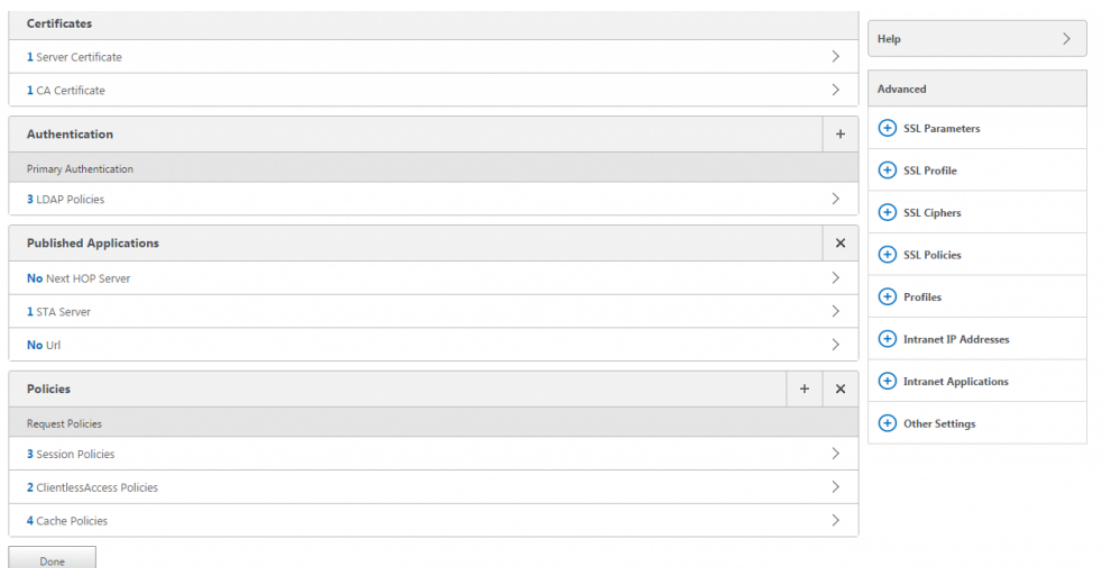 Certificates
1 Server Certificate
1 CA Certificate
Authentication
Primary Authentication
3 LDAP Policies
Published Applications
No Next HOP Server
1 STA Server
No Url
Policies
Request Policies
3 Session Policies
2 ClientlessAccess Policies
4 Cache Policies
Done
Help
Advanced
SSL Parameters
SSL Profile
SSL Ciphers
SSL Policies
Profiles
Intranet IP Addresses
Intranet Applications
Other Settings